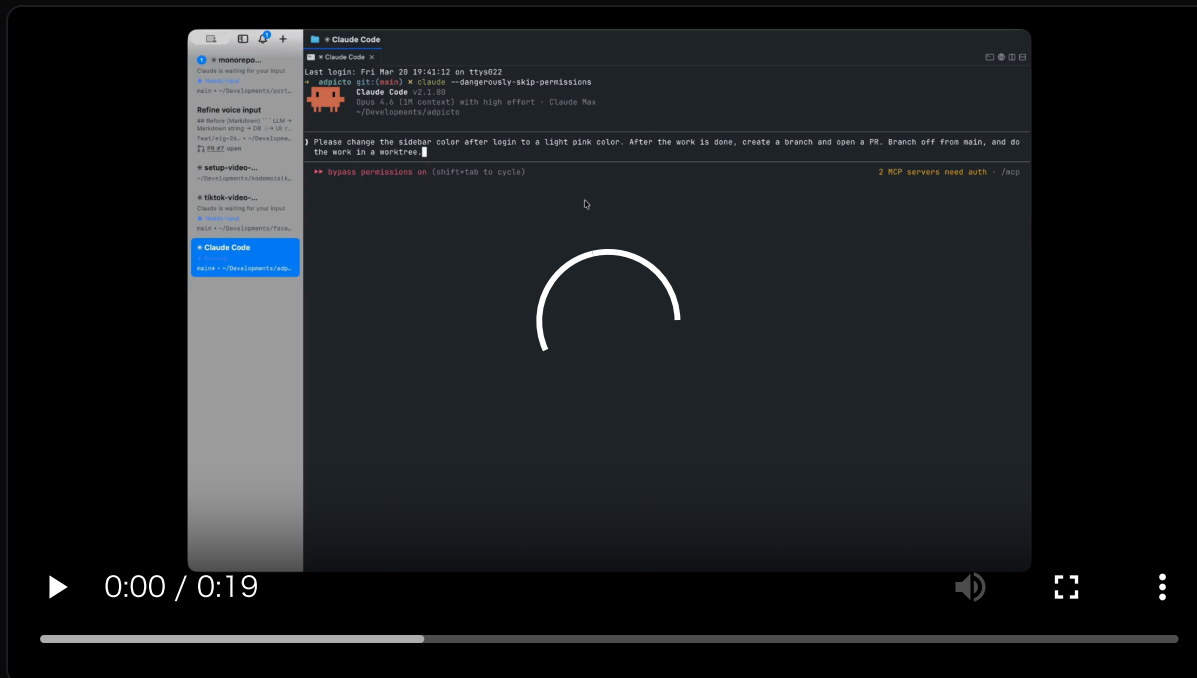 Claude Code
1 monorepo...
Claude is waiting for your input
Needs input
main • ~/Developments/port…
Refine voice input
## Before (Markdown) ``` LLM →
Markdown string → DB
main
feat/eig-26… • ~/Developme…
PR #7 open
setup-video-...
~/Developments/kodomozaik…
tiktok-video-...
Claude is waiting for your input
Needs input
main • ~/Developments/face…
Claude Code
main* • ~/Developments/adp…
Claude Code ×
Last login: Fri Mar 20 19:41:12 on ttys022
→ adpicto git:(main) × claude --dangerously-skip-permissions
Claude Code v2.1.80
Opus 4.6 (1M context) with high effort · Claude Max
~/Developments/adpicto
❯ Please change the sidebar color after login to a light pink color. After the work is done, create a branch and open a PR. Branch off from main, and do
the work in a worktree.
▸▸ bypass permissions on (shift+tab to cycle)
2 MCP servers need auth · /mcp
0:00 / 0:19